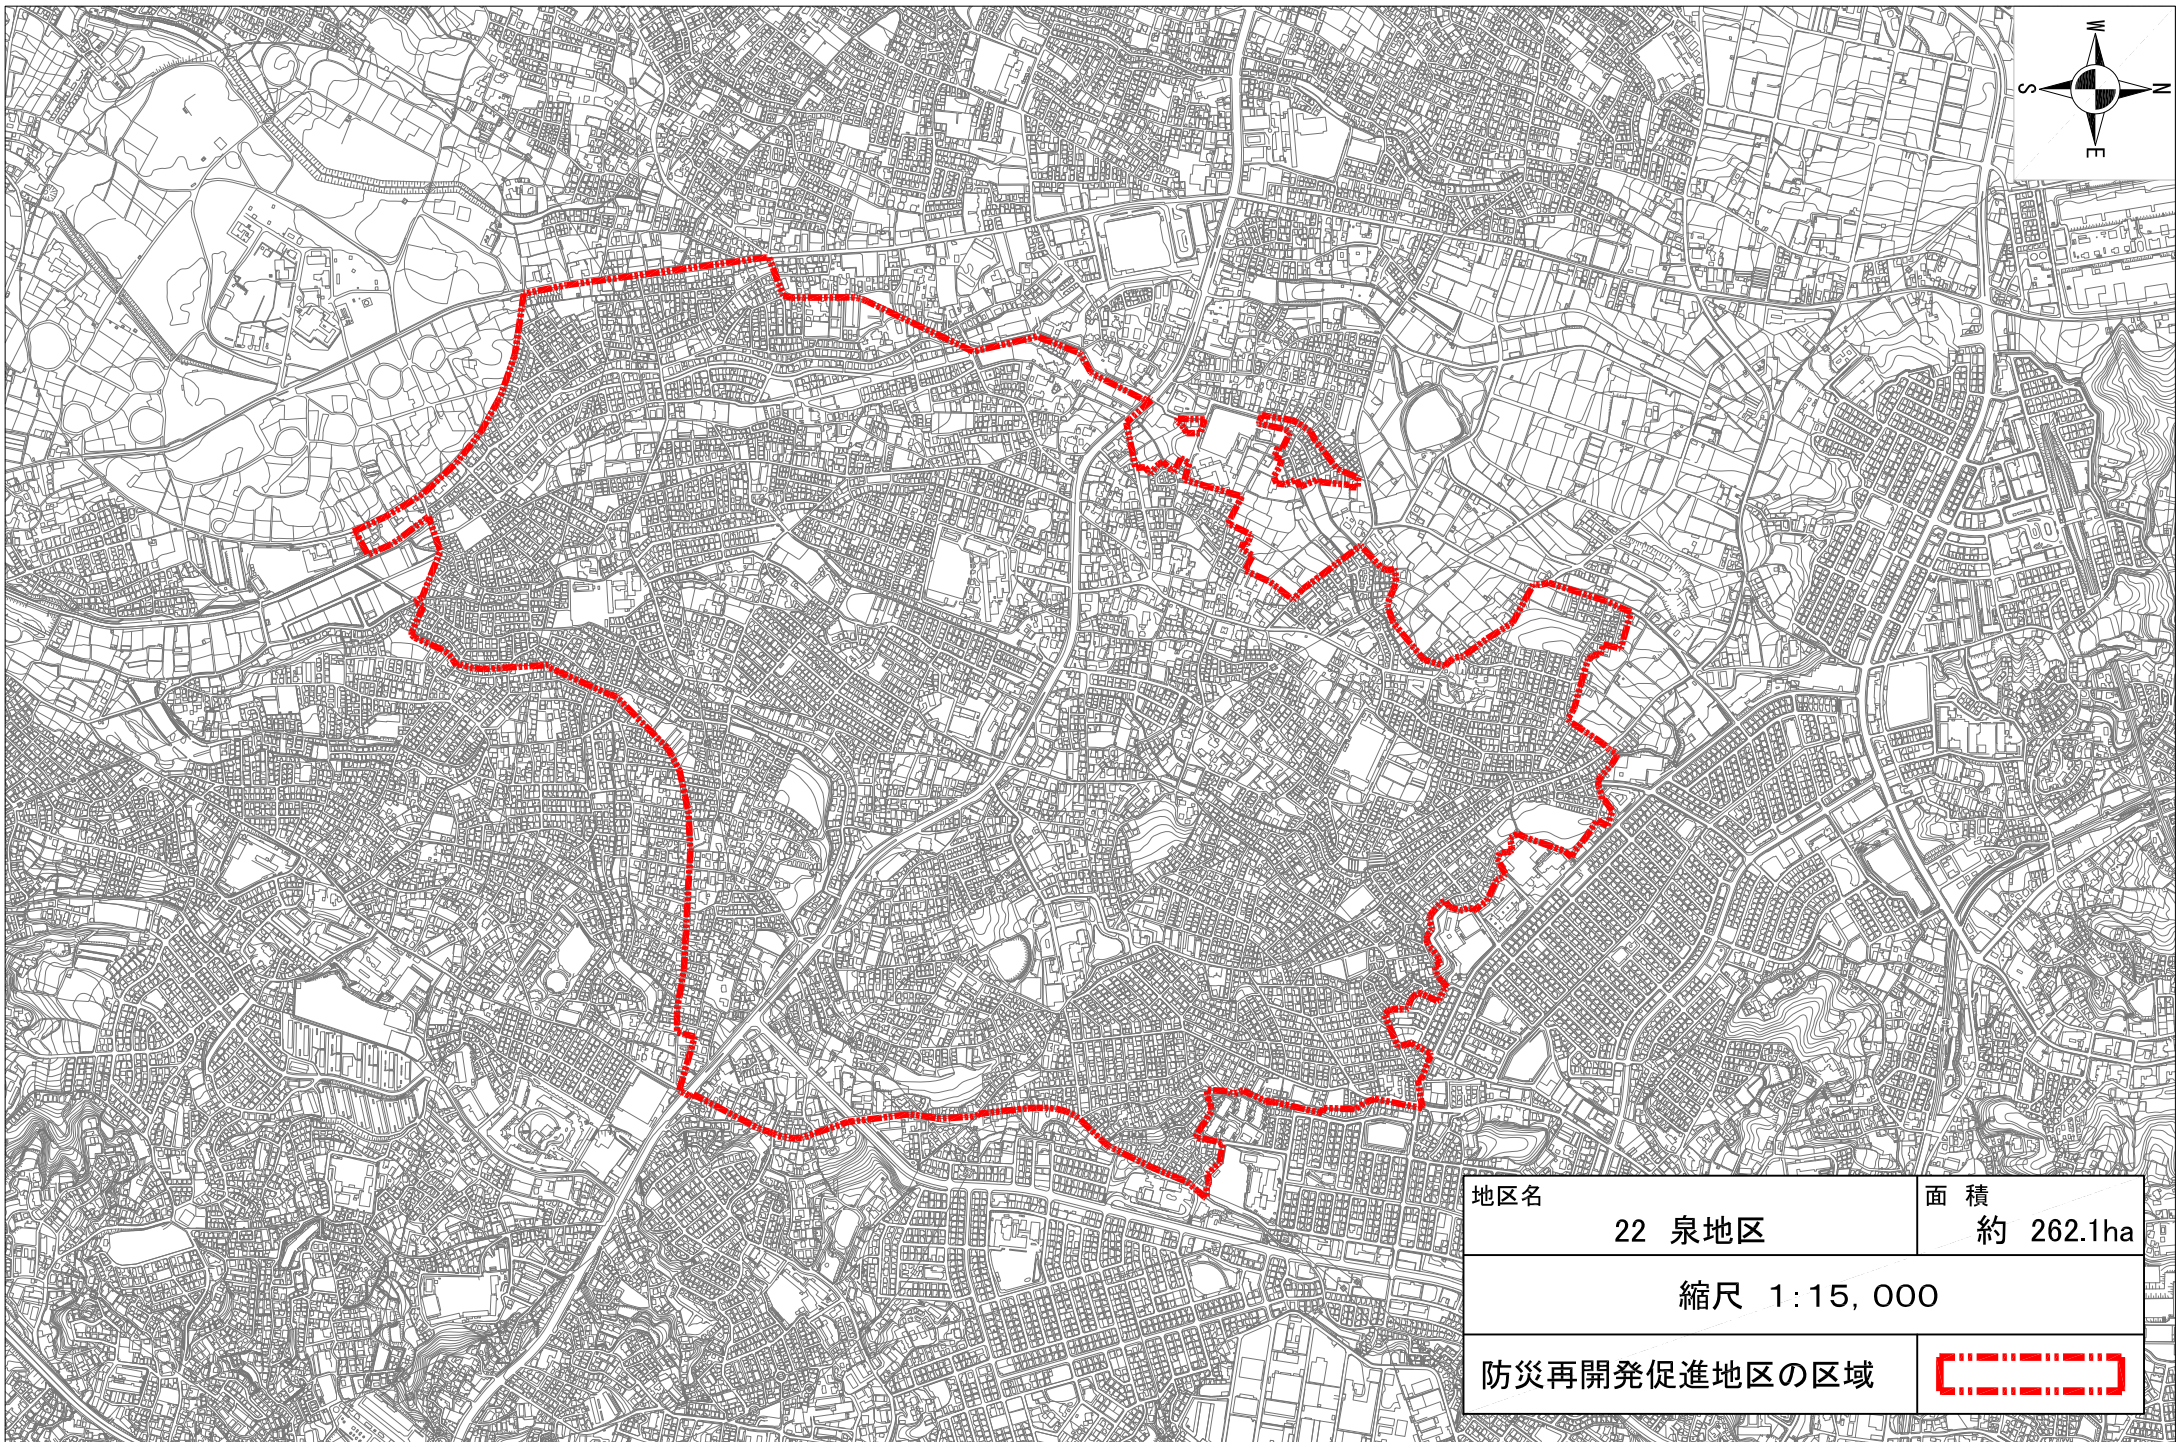 W
N
S
E
地区名
22 泉地区
面 積
約 262.1ha
縮尺 1:15,000
防災再開発促進地区の区域